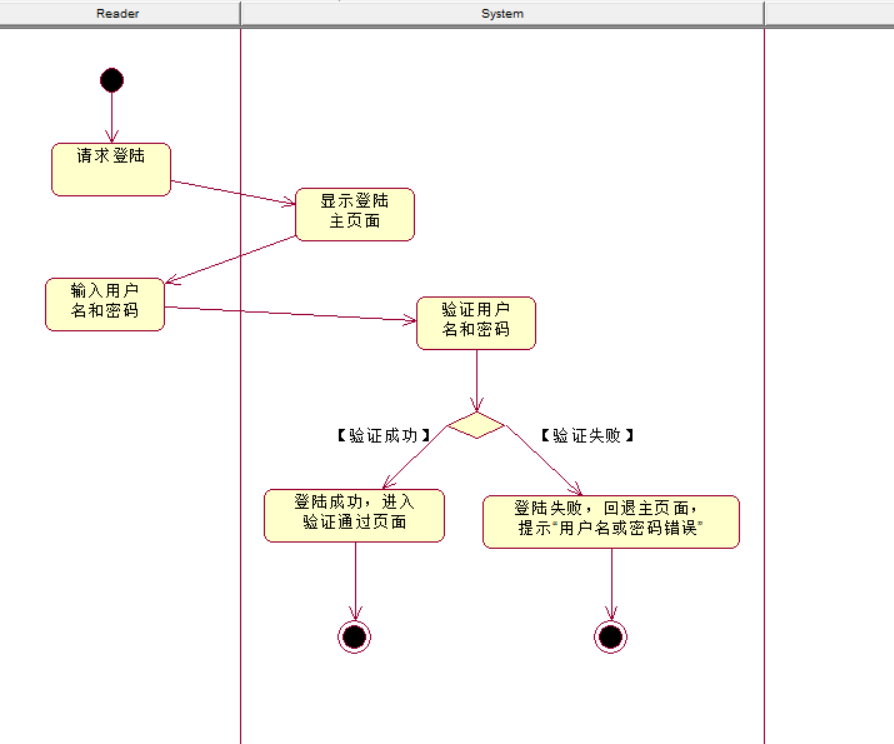 Reader
System
请求登陆
显示登陆
主页面
输入用户
名和密码
验证用户
名和密码
【验证成功】
【验证失败】
登陆成功，进入
验证通过页面
登陆失败，回退主页面，
提示“用户名或密码错误”